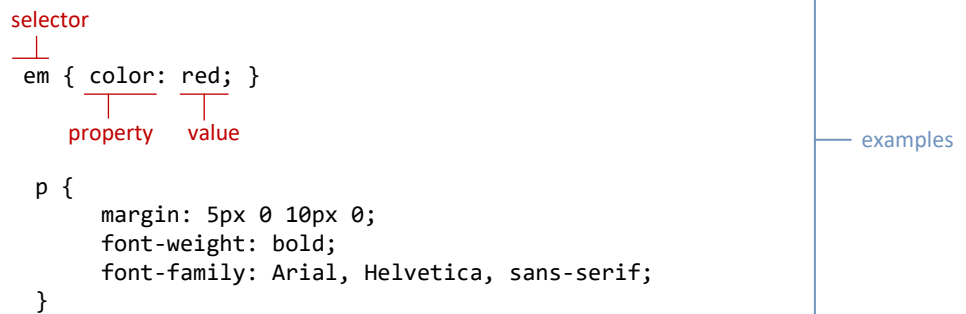 selector
em { color: red; }
property value
examples
p {
margin: 5px 0 10px 0;
font-weight: bold;
font-family: Arial, Helvetica, sans-serif;
}